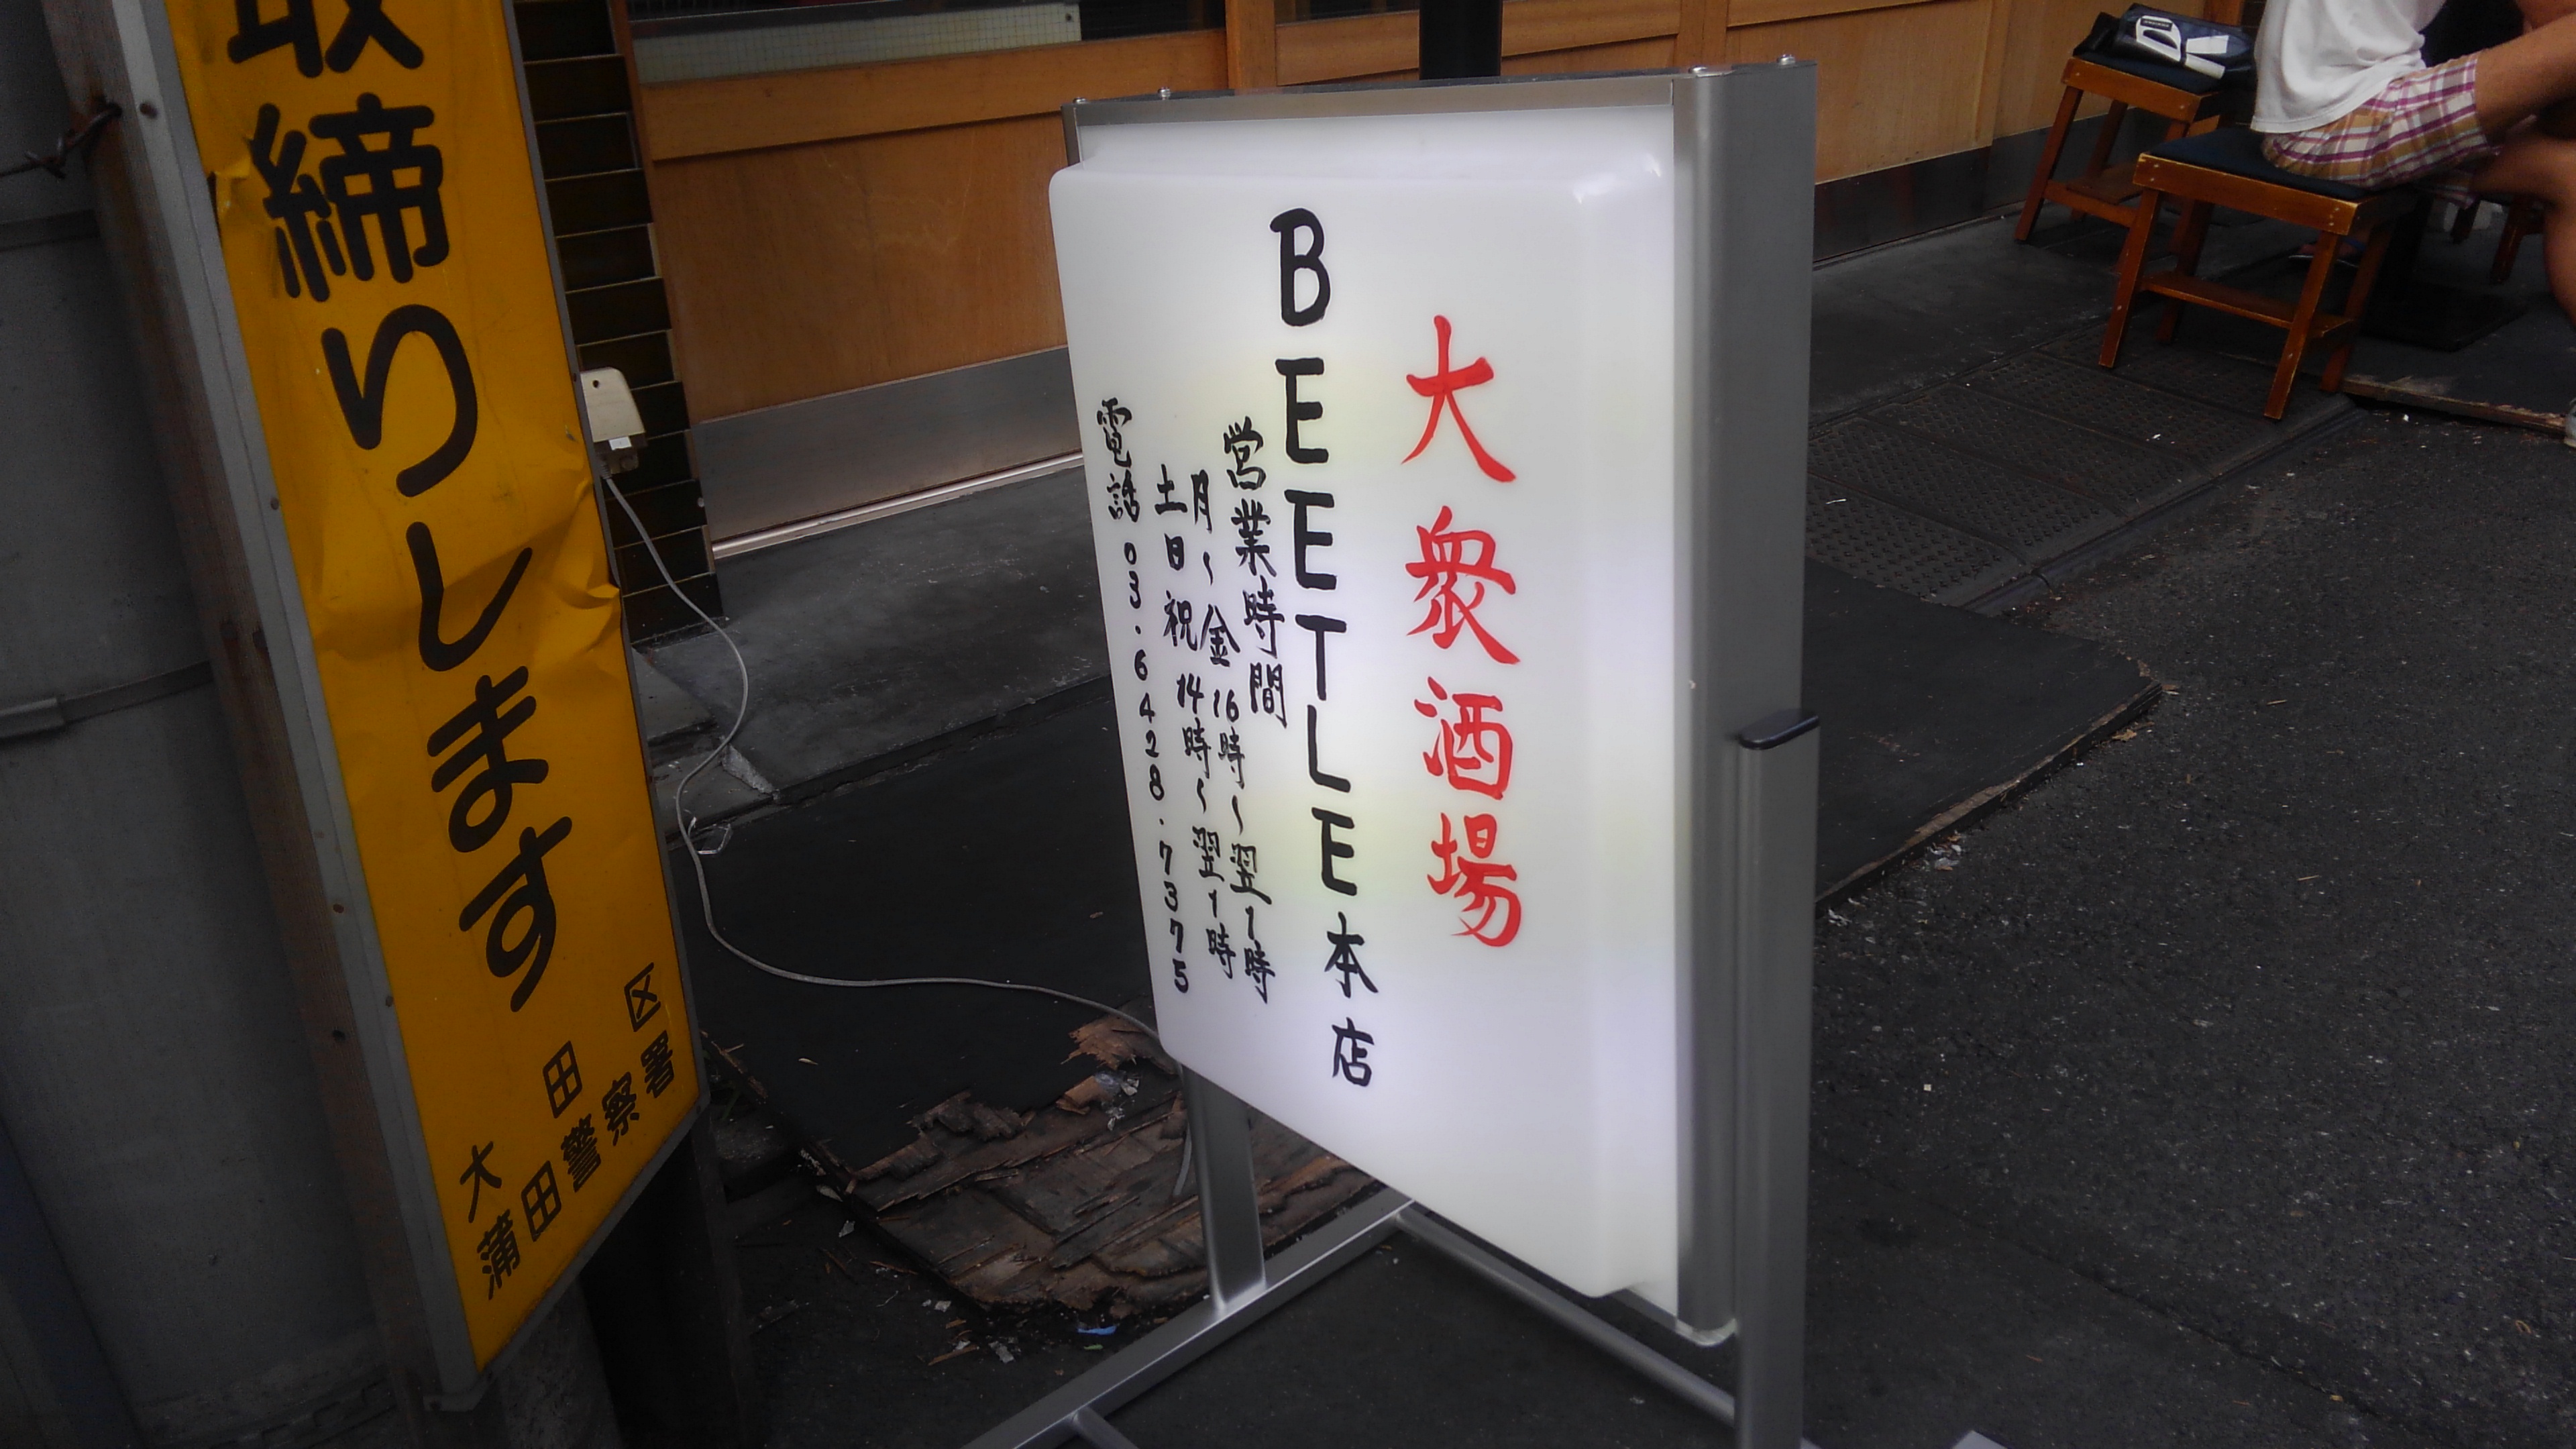 取締りします
大田区
蒲田警察署
大衆酒場
BEETLE本店
営業時間
月~金 16時~翌1時
土日祝 14時~翌1時
電話 03.6428.7375